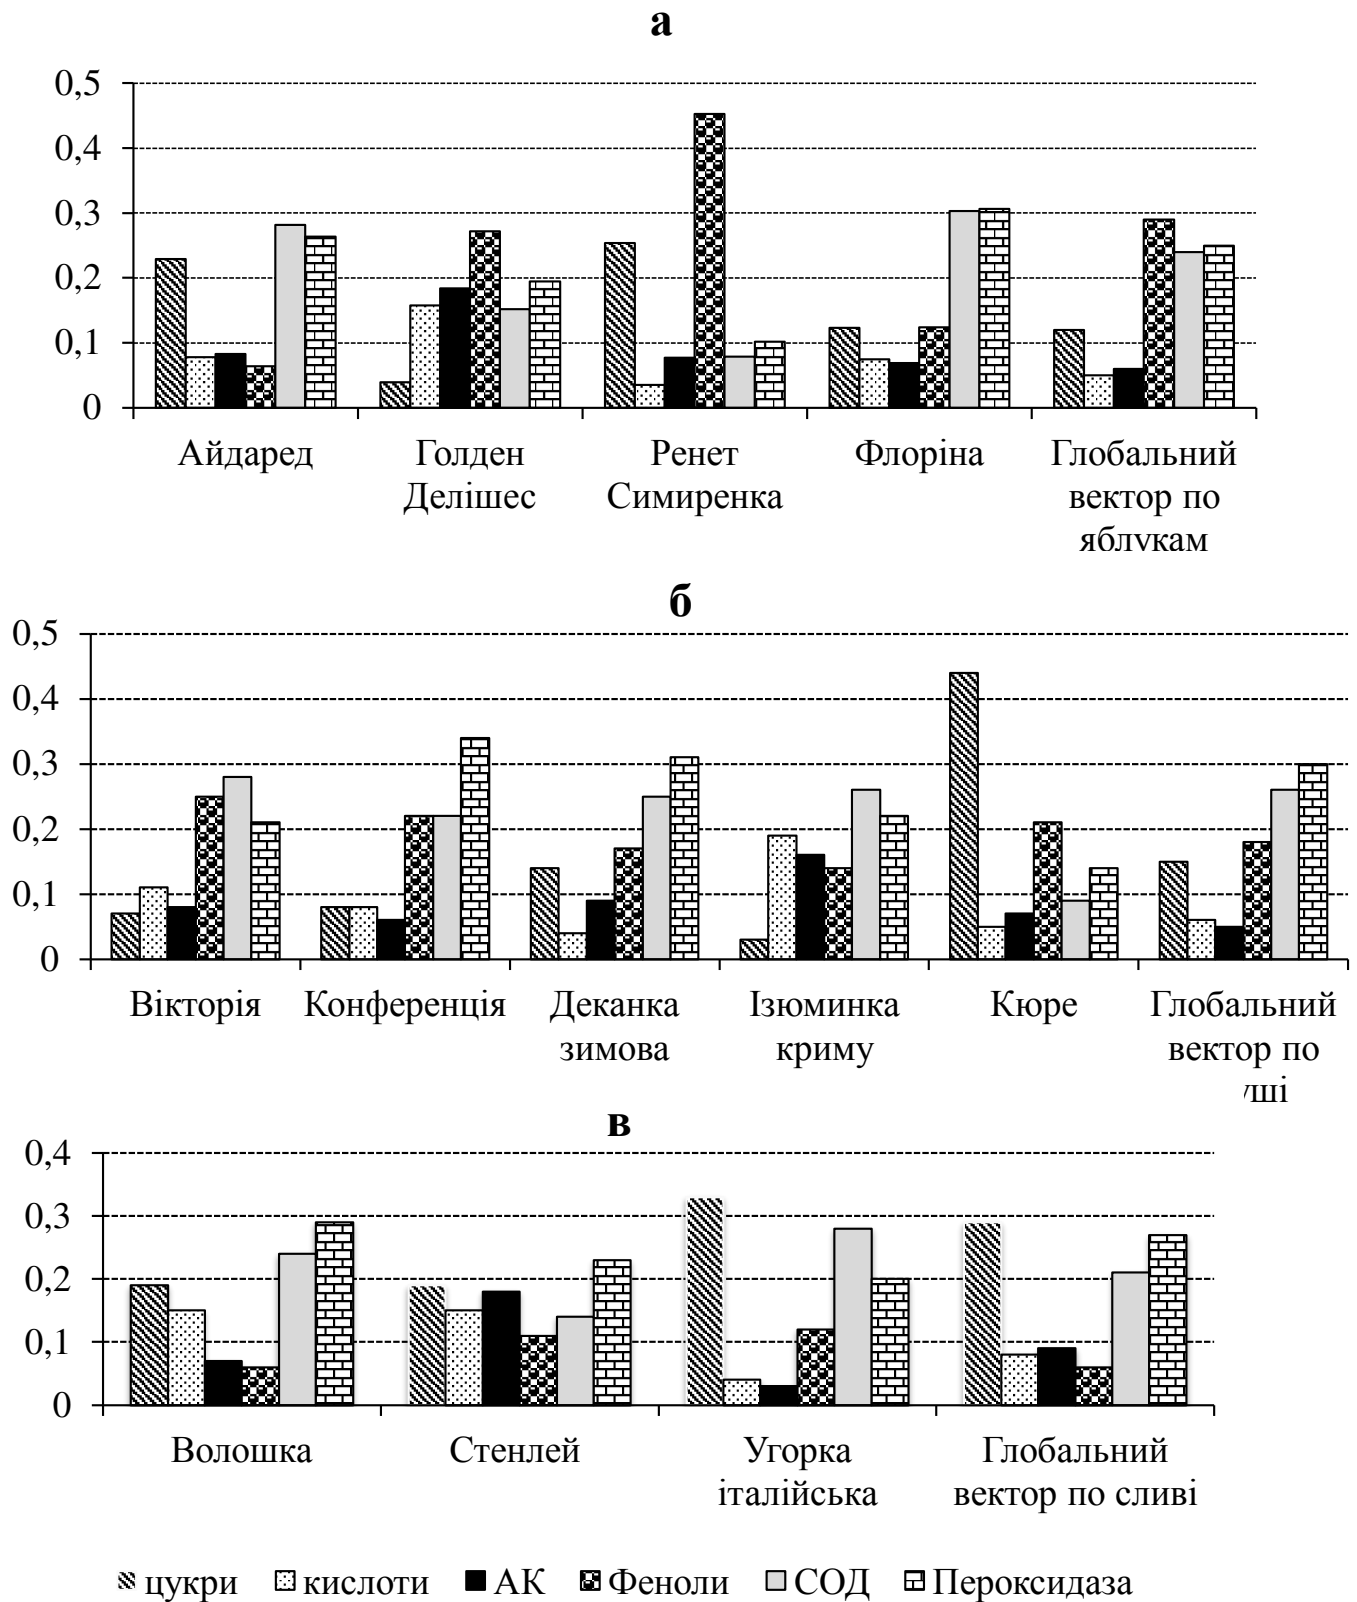 а
0,5
0,4
0,3
0,2
0,1
0
Айдаред Голден Ренет Флоріна Глобальний
Делішес Симиренка вектор по
яблукам
б
0,5
0,4
0,3
0,2
0,1
0
Вікторія Конференція Деканка Ізюминка Кюре Глобальний
зимова криму вектор по
уші
в
0,4
0,3
0,2
0,1
0
Волошка Стенлей Угорка Глобальний
італійська вектор по сливі
цукри кислоти АК Феноли СОД Пероксидаза